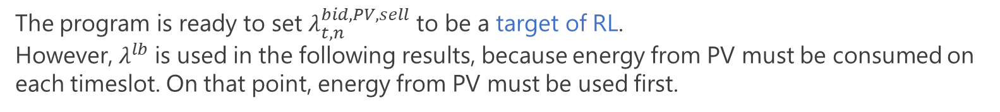 The program is ready to set λ_{t,n}^{bid,PV,sell} to be a target of RL.
However, λ^{lb} is used in the following results, because energy from PV must be consumed on
each timeslot. On that point, energy from PV must be used first.